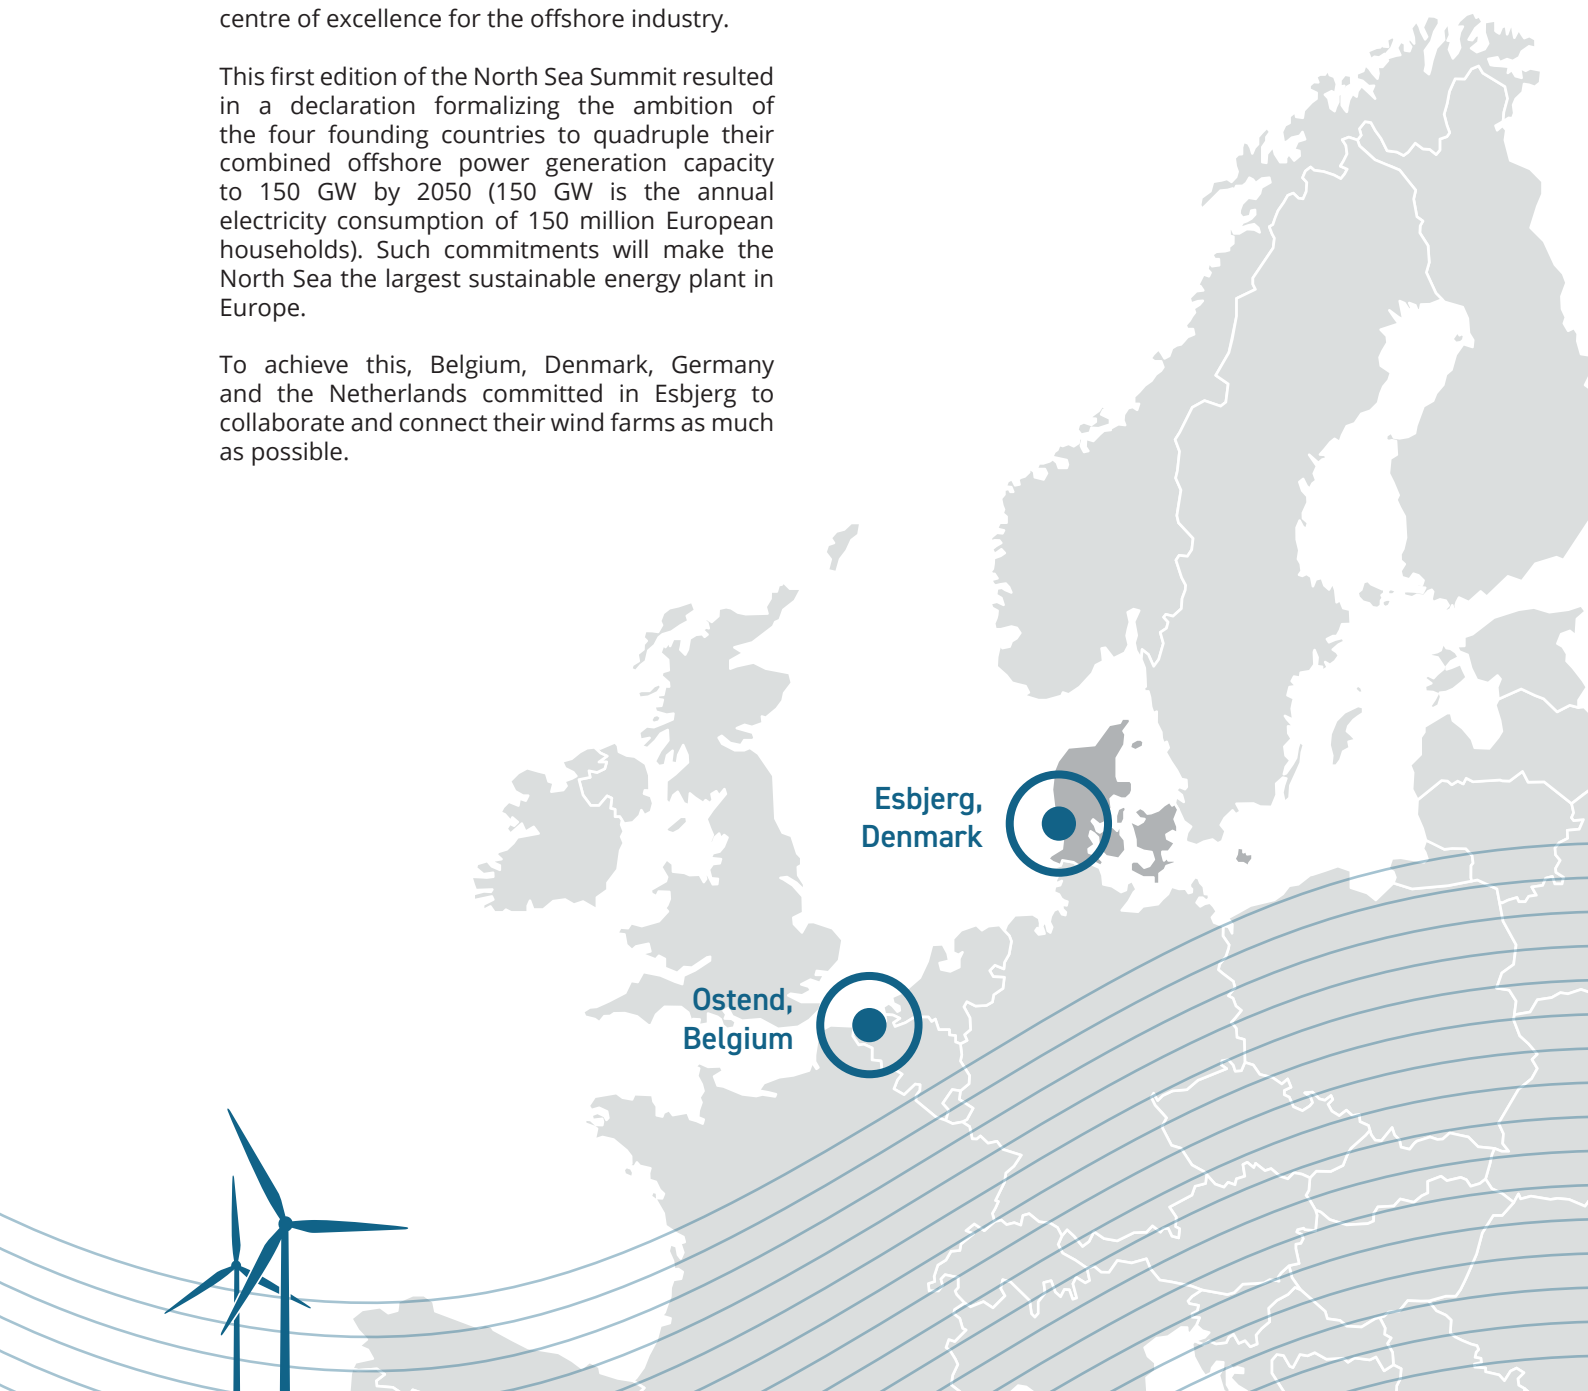 centre of excellence for the offshore industry.
This first edition of the North Sea Summit resulted
in a declaration formalizing the ambition of
the four founding countries to quadruple their
combined offshore power generation capacity
to 150 GW by 2050 (150 GW is the annual
electricity consumption of 150 million European
households). Such commitments will make the
North Sea the largest sustainable energy plant in
Europe.
To achieve this, Belgium, Denmark, Germany
and the Netherlands committed in Esbjerg to
collaborate and connect their wind farms as much
as possible.
Esbjerg,
Denmark
Ostend,
Belgium